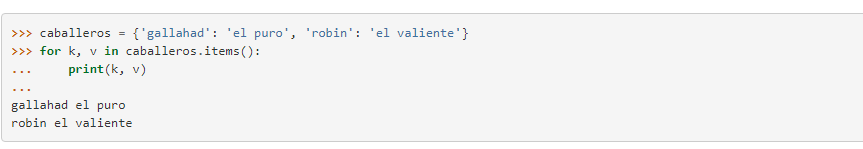 >>> caballeros = {'gallahad': 'el puro', 'robin': 'el valiente'}
>>> for k, v in caballeros.items():
...     print(k, v)
...
gallahad el puro
robin el valiente